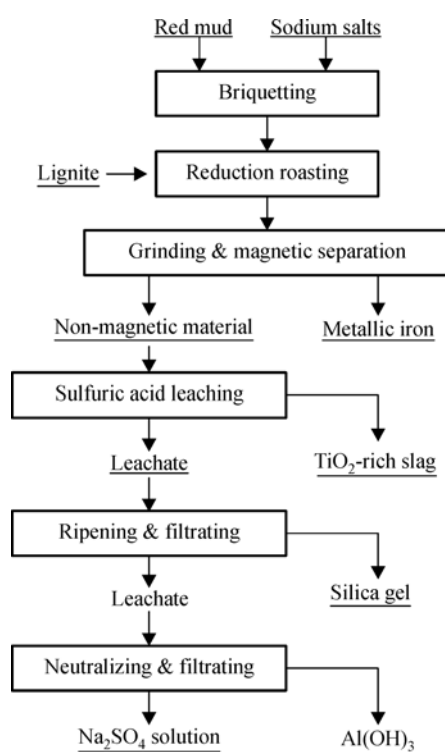 Red mud
Sodium salts
Briquetting
Lignite
Reduction roasting
Grinding & magnetic separation
Non-magnetic material
Metallic iron
Sulfuric acid leaching
Leachate
TiO₂-rich slag
Ripening & filtrating
Leachate
Silica gel
Neutralizing & filtrating
Na₂SO₄ solution
Al(OH)₃